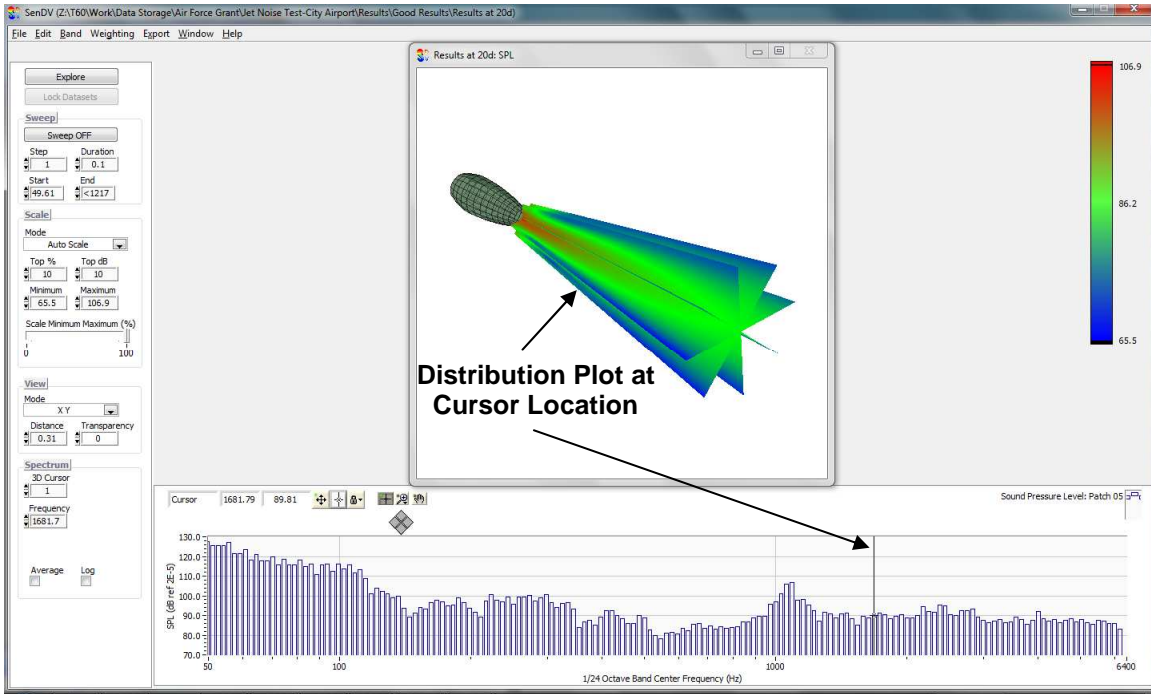 SenDV (Z:\T60\Work\Data Storage\Air Force Grant\Jet Noise Test-City Airport\Results\Good Results\Results at 20d)
File Edit Band Weighting Export Window Help
Explore
Lock Datasets
Sweep
Sweep OFF
Step Duration
1 0.1
Start End
49.61 <1217
Scale
Mode
Auto Scale
Top % Top dB
10 10
Minimum Maximum
65.5 106.9
Scale Minimum Maximum (%)
0 100
View
Mode
X Y
Distance Transparency
0.31 0
Spectrum
3D Cursor
1
Frequency
1681.7
Average Log
Results at 20d: SPL
Distribution Plot at
Cursor Location
106.9
86.2
65.5
Cursor 1681.79 89.81
Sound Pressure Level: Patch 05
SPL (dB ref 2E-5)
130.0
120.0
110.0
100.0
90.0
80.0
70.0
50 100 1000 6400
1/24 Octave Band Center Frequency (Hz)